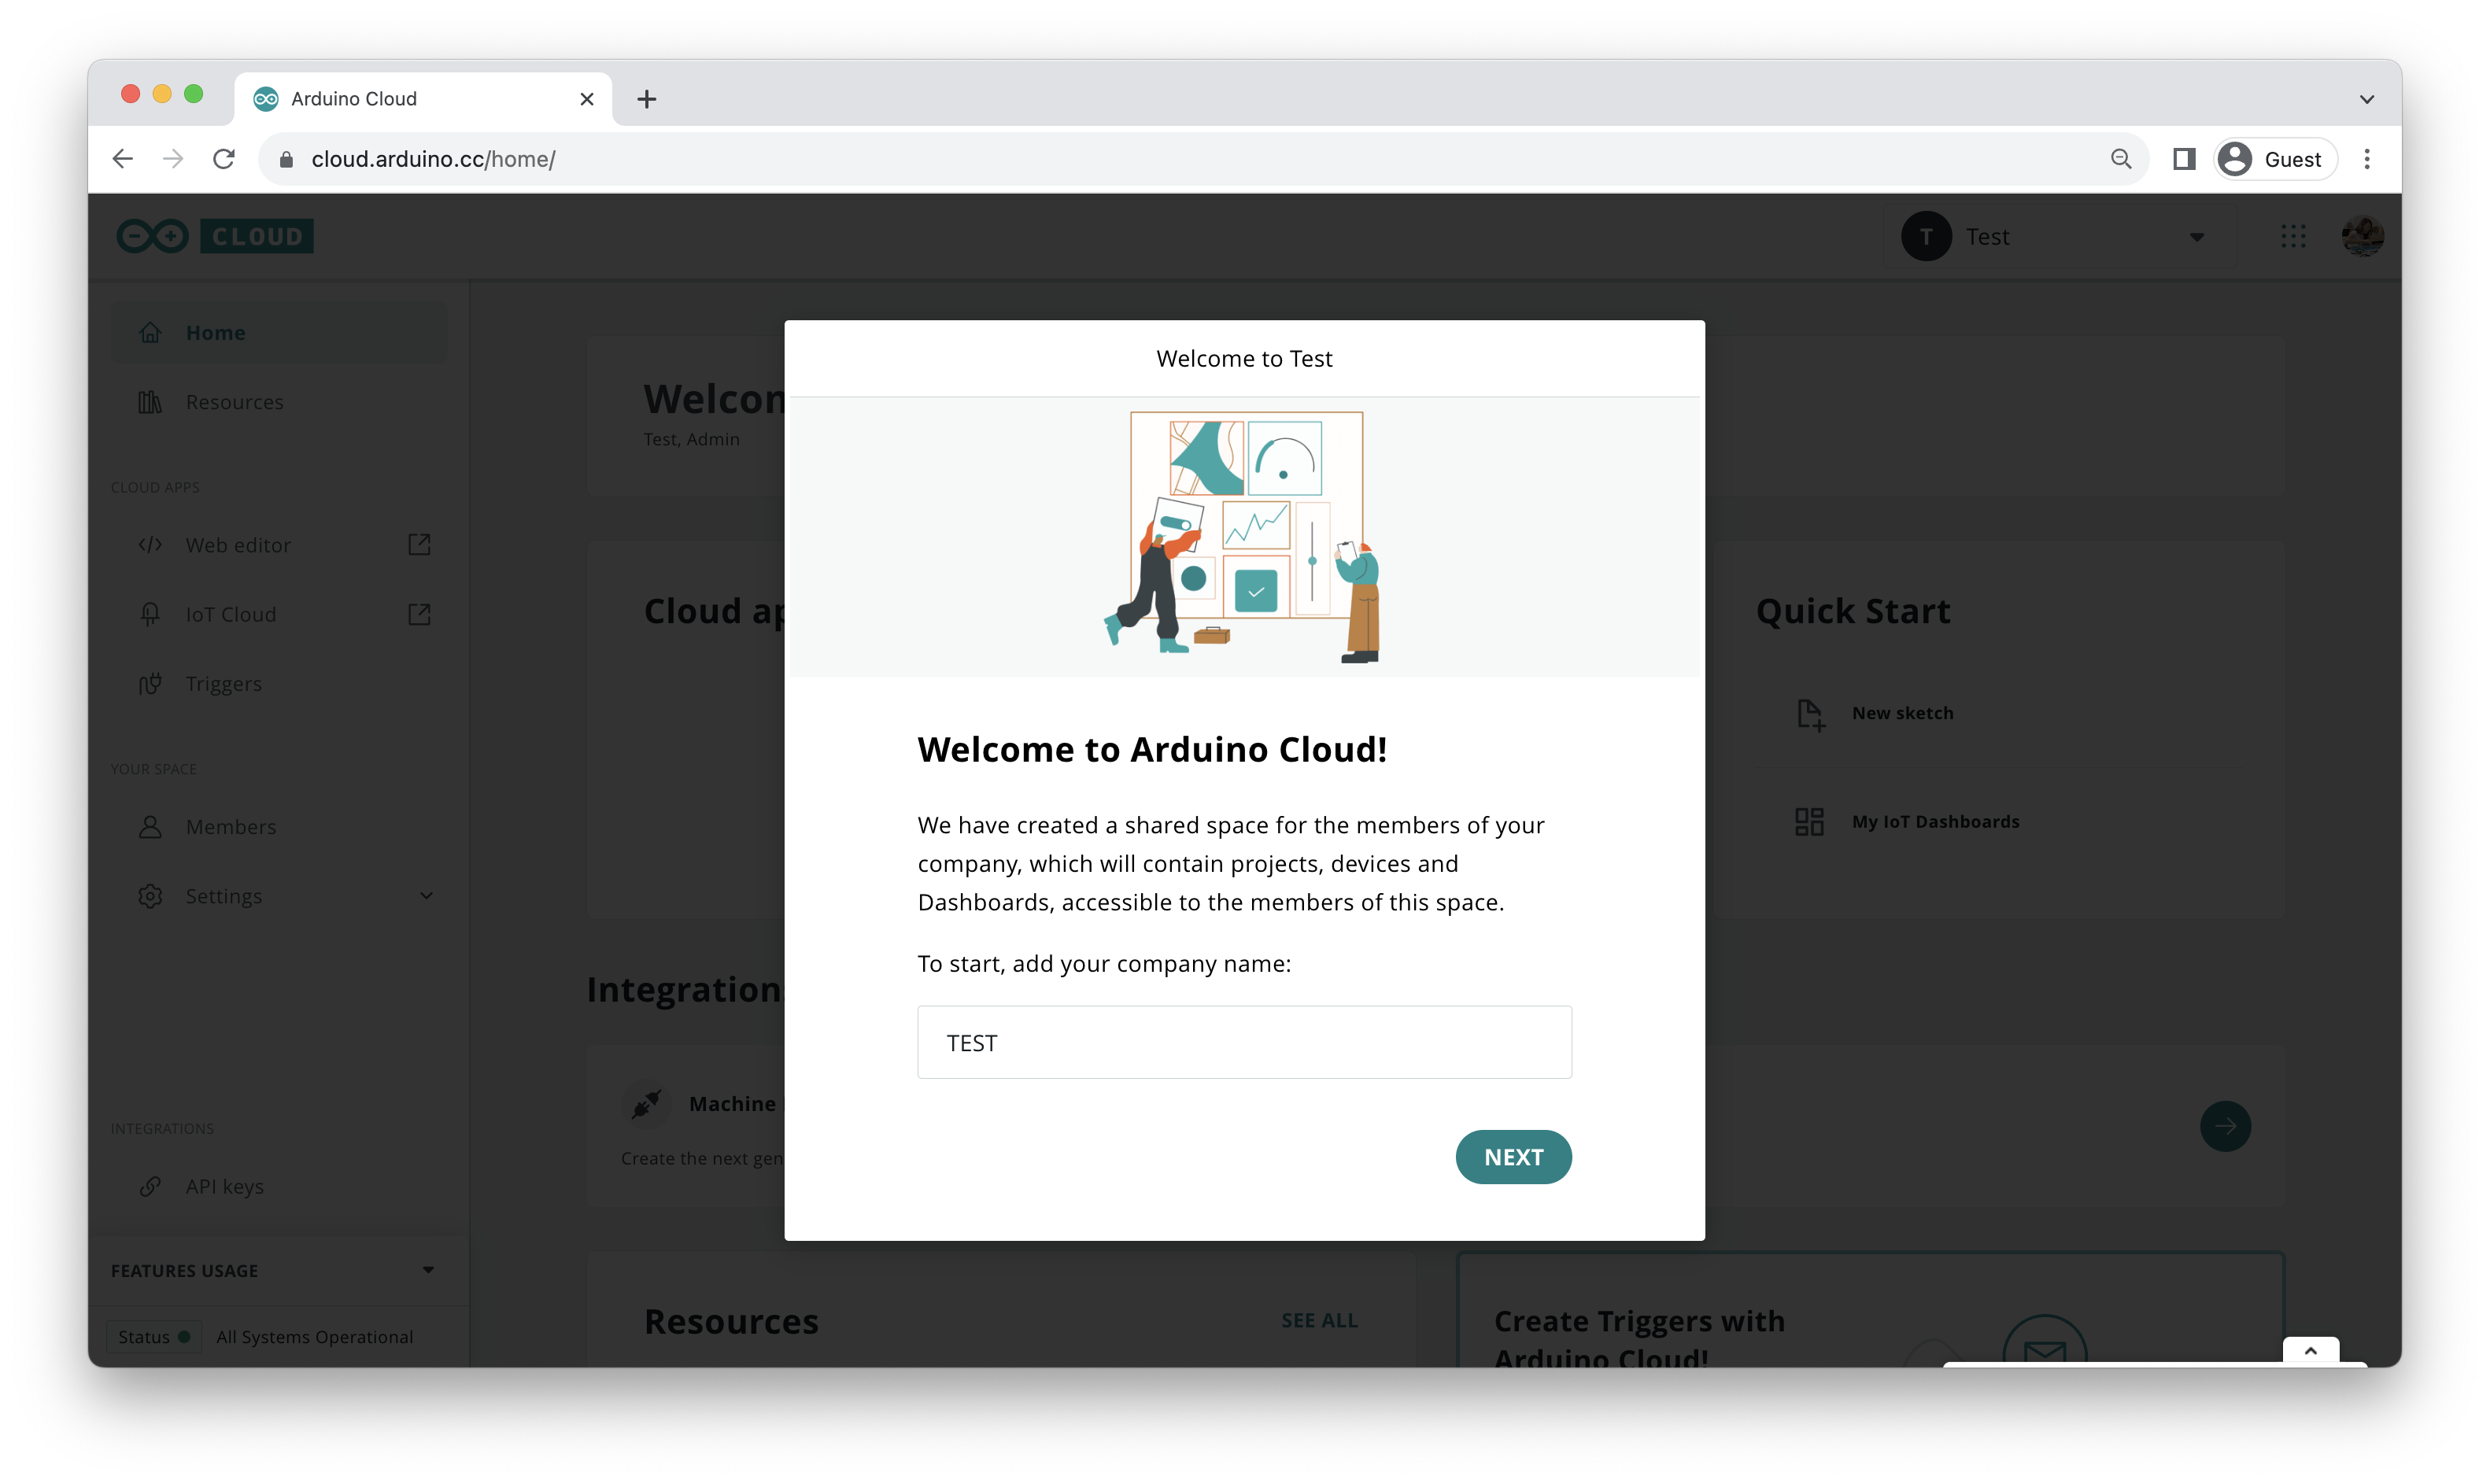 Arduino Cloud
cloud.arduino.cc/home/
Guest
CLOUD
T
Test
Home
Resources
CLOUD APPS
Web editor
IoT Cloud
Triggers
YOUR SPACE
Members
Settings
INTEGRATIONS
API keys
FEATURES USAGE
Status
All Systems Operational
Test, Admin
Cloud
Quick Start
New sketch
My IoT Dashboards
Machine
Create the next
Resources
SEE ALL
Create Triggers with
Arduino Cloud!
Welcome to Test
Welcome to Arduino Cloud!
We have created a shared space for the members of your
company, which will contain projects, devices and
Dashboards, accessible to the members of this space.
To start, add your company name:
TEST
NEXT